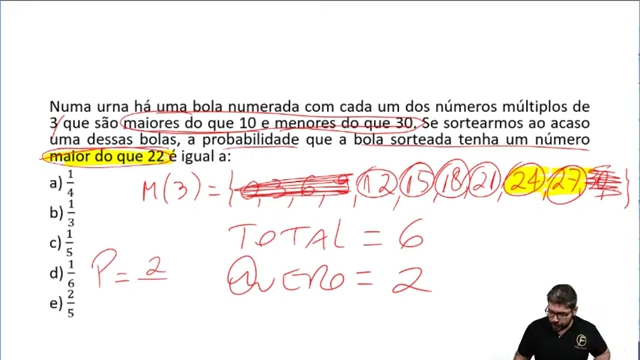 Numa urna há uma bola numerada com cada um dos números múltiplos de
3 que são maiores do que 10 e menores do que 30. Se sortearmos ao acaso
uma dessas bolas, a probabilidade que a bola sorteada tenha um número
maior do que 22 é igual a:
a) 1/4
b) 1/3
c) 1/5
d) 1/6
e) 2/5
M(3) = { 0, 3, 6, 9, 12, 15, 18, 21, 24, 27, }
TOTAL = 6
QUERO = 2
P = 2